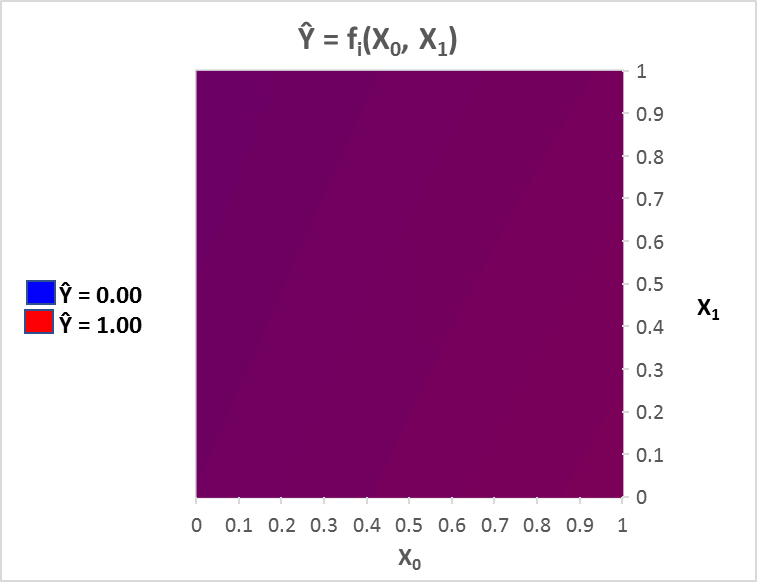 Ŷ = fᵢ(X₀, X₁)
1
0.9
0.8
0.7
0.6
0.5
0.4
0.3
0.2
0.1
0
Ŷ = 0.00
Ŷ = 1.00
X₁
0 0.1 0.2 0.3 0.4 0.5 0.6 0.7 0.8 0.9 1
X₀